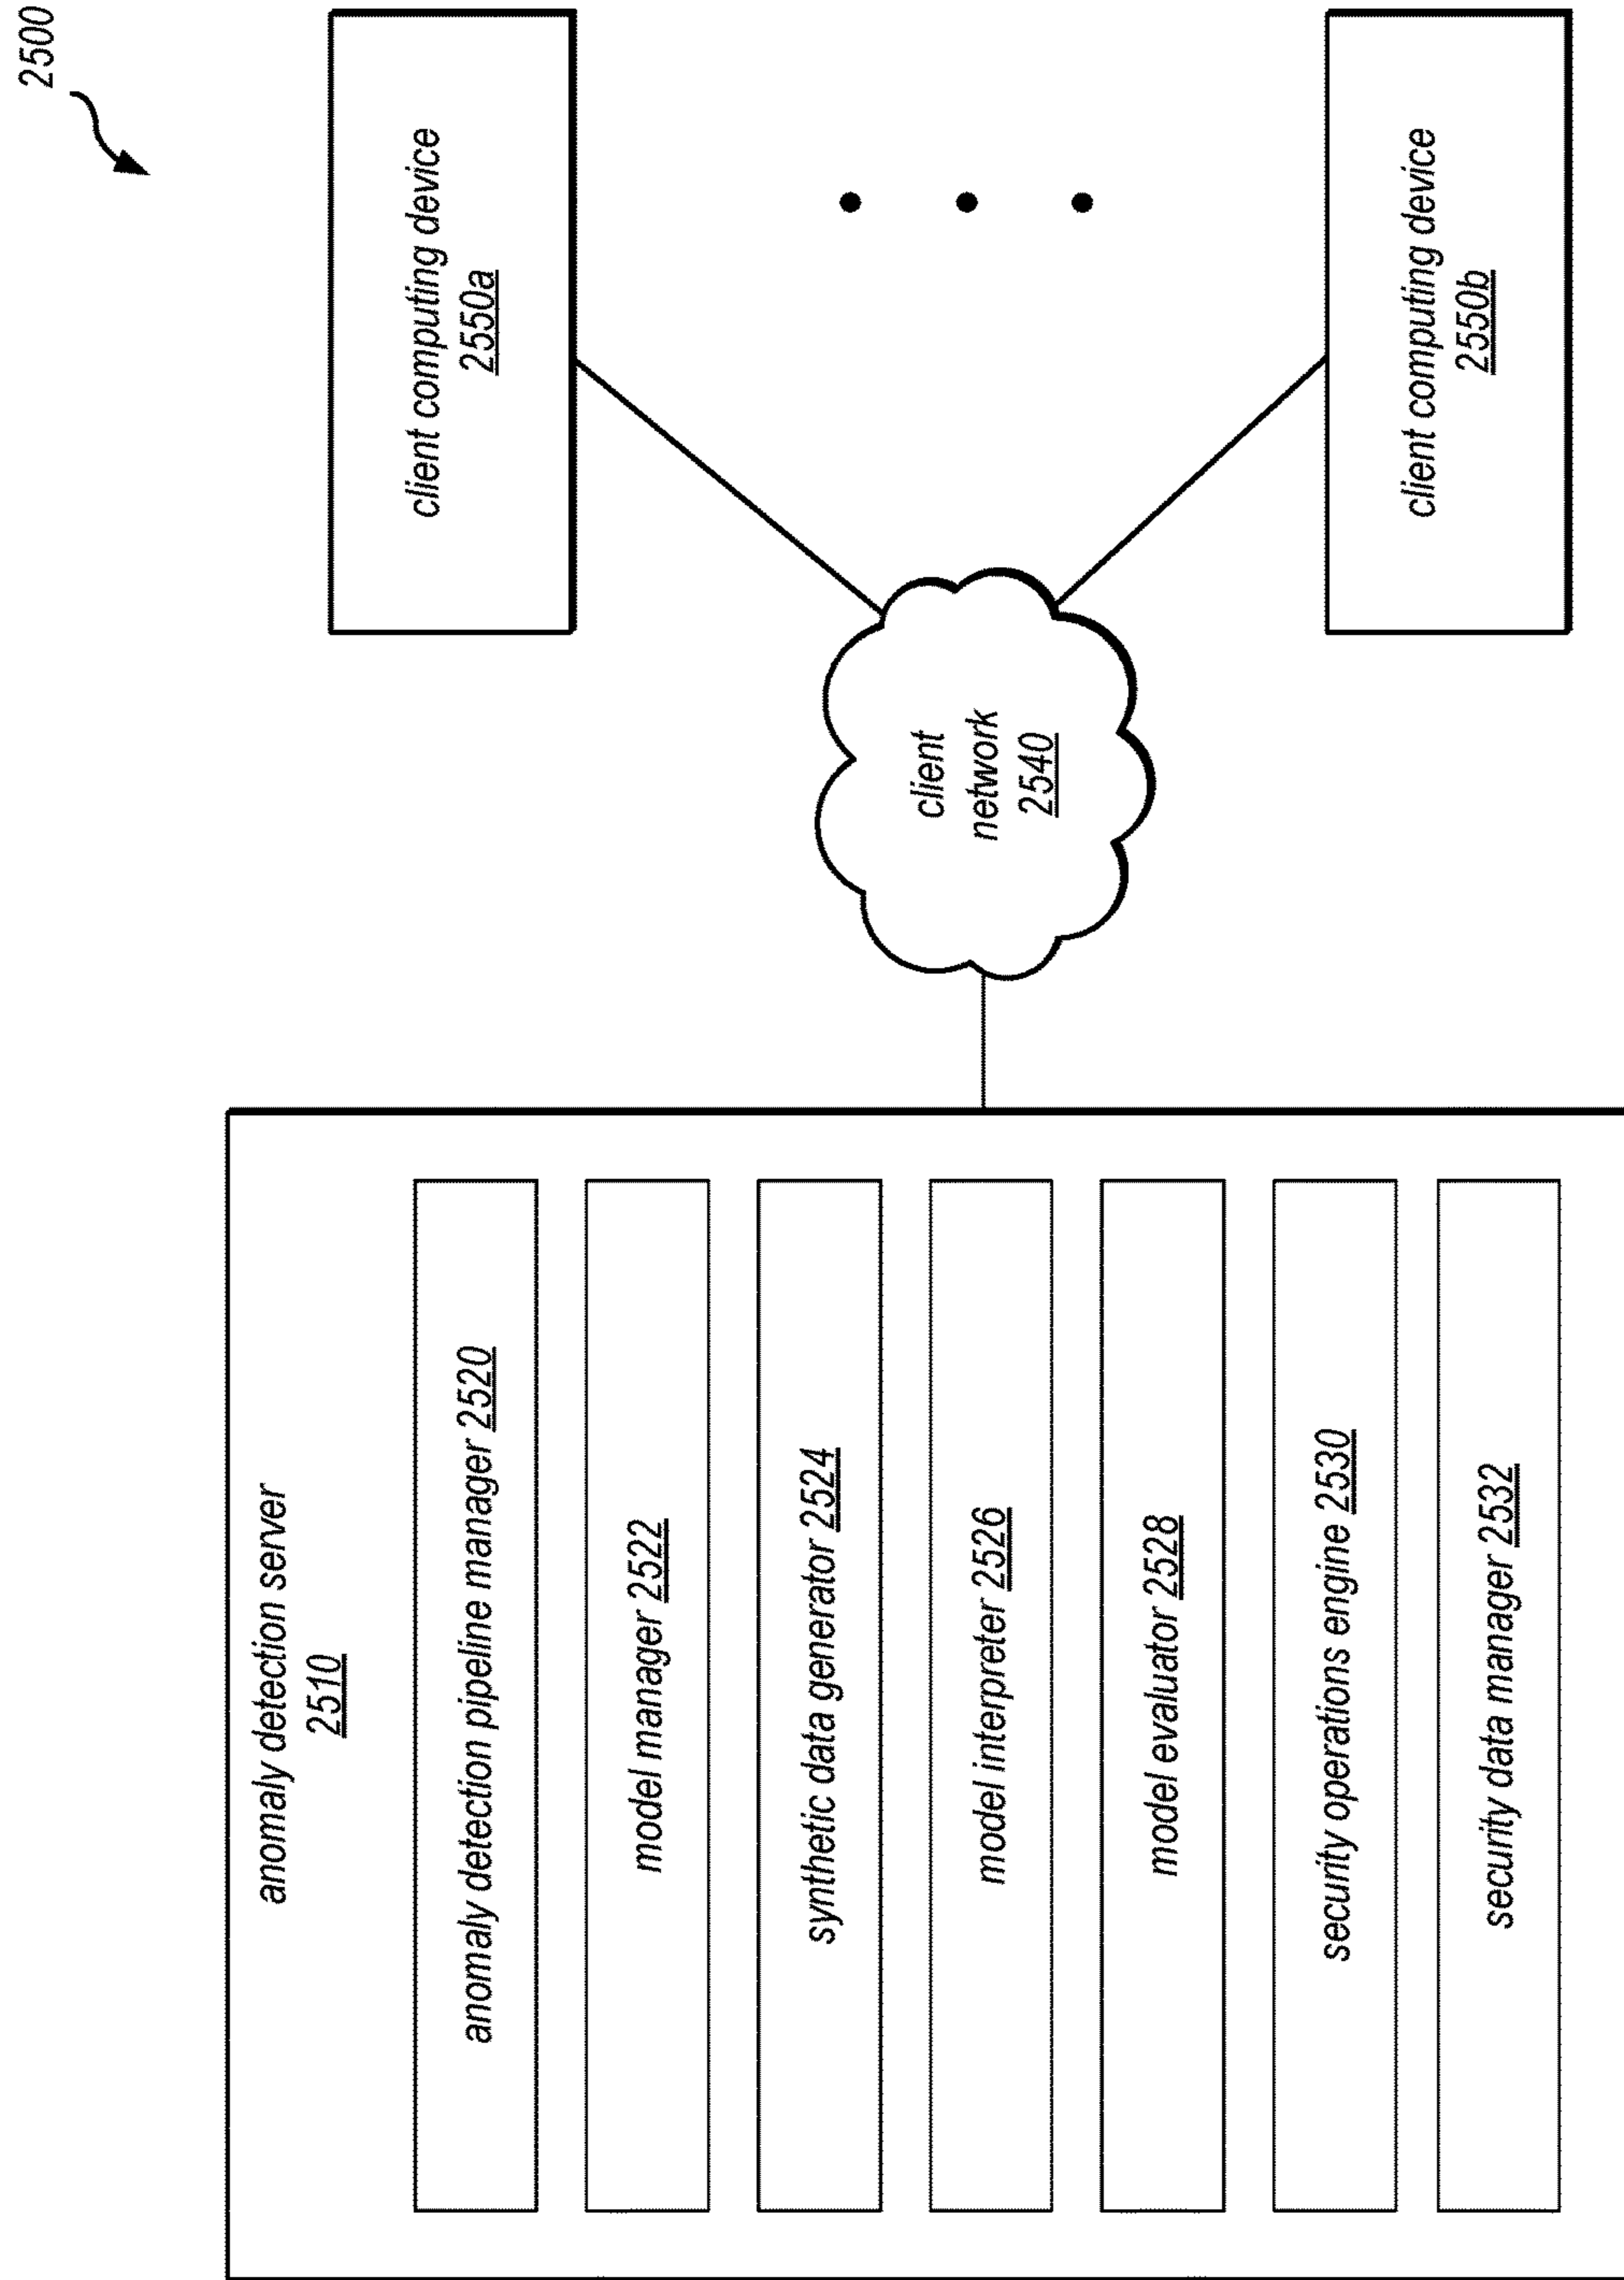 2500
anomaly detection server
2510
anomaly detection pipeline manager 2520
model manager 2522
synthetic data generator 2524
model interpreter 2526
model evaluator 2528
security operations engine 2530
security data manager 2532
client
network
2540
client computing device
2550a
client computing device
2550b